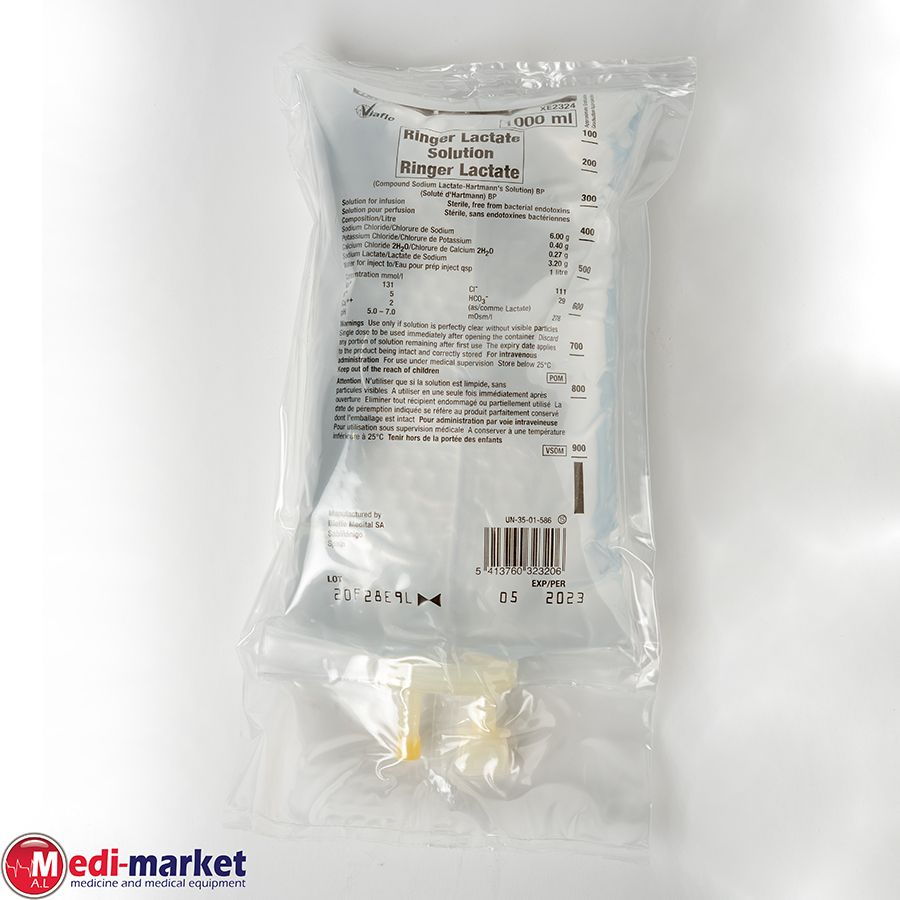 Viaflo
XE2324
1000 ml
Approximate
Ringer Lactate
Solution
Ringer Lactate
(Compound Sodium Lactate-Hartmann's Solution) BP
(Soluté d'Hartmann) BP
Solution for infusion Sterile, free from bacterial endotoxins
Solution pour perfusion Stérile, sans endotoxines bactériennes
Composition/Litre
Sodium Chloride/Chlorure de Sodium 6.00 g
Potassium Chloride/Chlorure de Potassium 0.40 g
Calcium Chloride 2H₂O/Chlorure de Calcium 2H₂O 0.27 g
Sodium Lactate/Lactate de Sodium 3.20 g
for inject to/Eau pour prép inject qsp 1 litre
mmol/l
131 Cl⁻ 111
5 HCO₃⁻ 29
2 (as/comme Lactate)
pH 5.0 – 7.0 mOsm/l 278
Warnings Use only if solution is perfectly clear without visible particles
Single dose to be used immediately after opening the container Discard
any portion of solution remaining after first use The expiry date applies
to the product being intact and correctly stored For intravenous
administration For use under medical supervision Store below 25°C
Keep out of the reach of children
POM
Attention N'utiliser que si la solution est limpide, sans
particules visibles A utiliser en une seule fois immédiatement après
ouverture Eliminer tout récipient endommagé ou partiellement utilisé La
date de péremption indiquée se réfère au produit parfaitement conservé
dont l'emballage est intact Pour administration par voie intraveineuse
Pour utilisation sous supervision médicale A conserver à une température
inférieure à 25°C Tenir hors de la portée des enfants
VSOM
100
200
300
400
500
600
700
800
900
Manufactured by
Bieffe Medital SA
Sabiñánigo
Spain
UN-35-01-586
5 413760 323206
LOT EXP/PER
05 2023
Medi-market
A.L
medicine and medical equipment